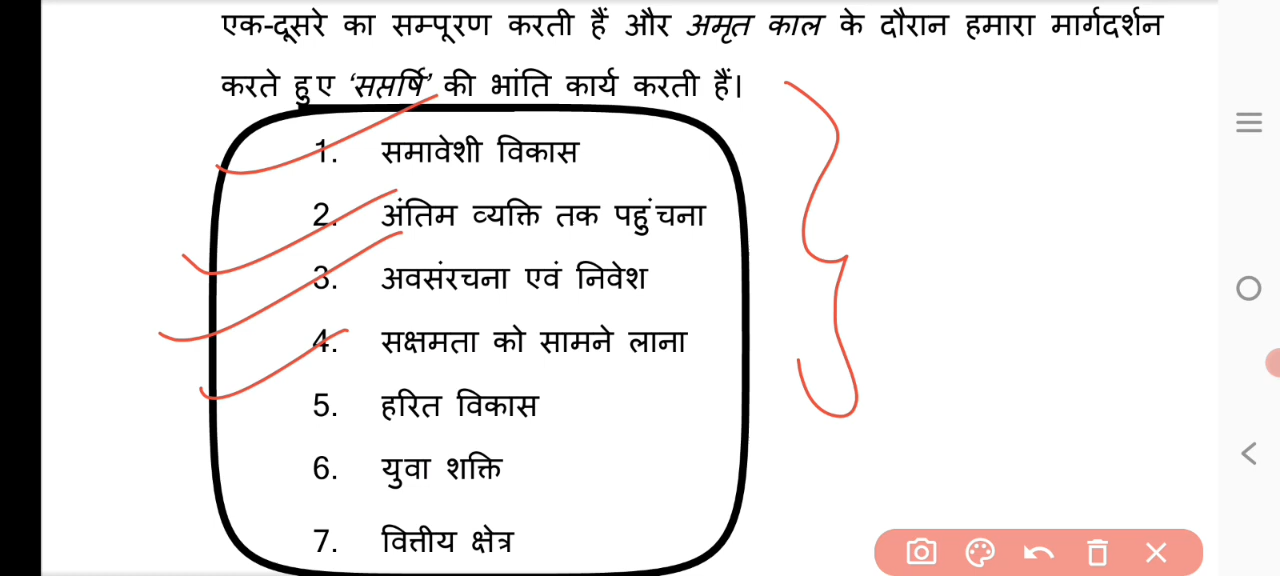 एक-दूसरे का सम्पूरण करती हैं और अमृत काल के दौरान हमारा मार्गदर्शन
करते हुए ‘सप्तर्षि’ की भांति कार्य करती हैं।
1. समावेशी विकास
2. अंतिम व्यक्ति तक पहुंचना
3. अवसंरचना एवं निवेश
4. सक्षमता को सामने लाना
5. हरित विकास
6. युवा शक्ति
7. वित्तीय क्षेत्र